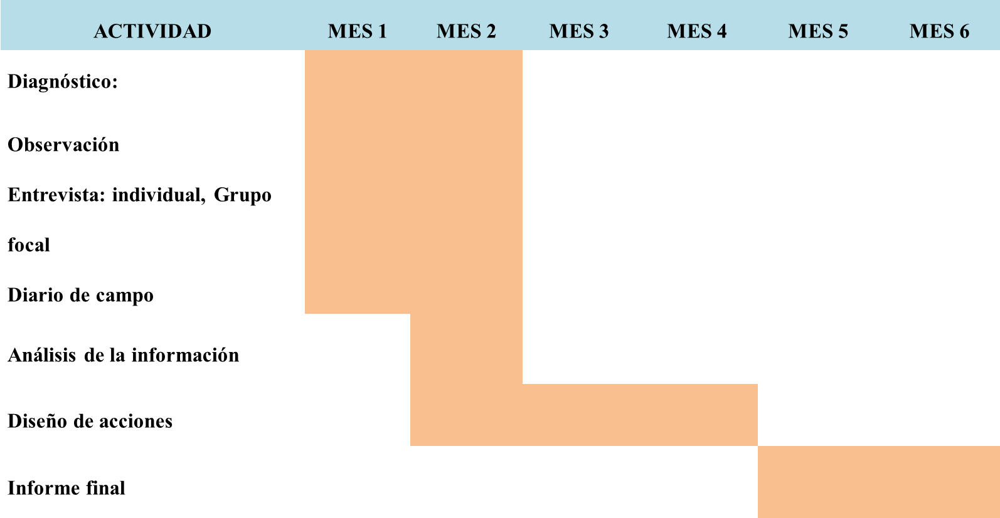 ACTIVIDAD MES 1 MES 2 MES 3 MES 4 MES 5 MES 6
Diagnóstico:
Observación
Entrevista: individual, Grupo
focal
Diario de campo
Análisis de la información
Diseño de acciones
Informe final